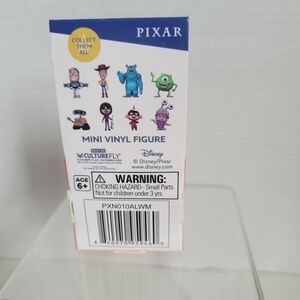 COLLECT
THEM
ALL!
PIXAR
MINI VINYL FIGURE
CULTUREFLY
Disney
©Disney/Pixar
www.disney.com
AGE
6+
WARNING:
CHOKING HAZARD - Small Parts.
Not for children under 3 yrs.
PXN010ALWM